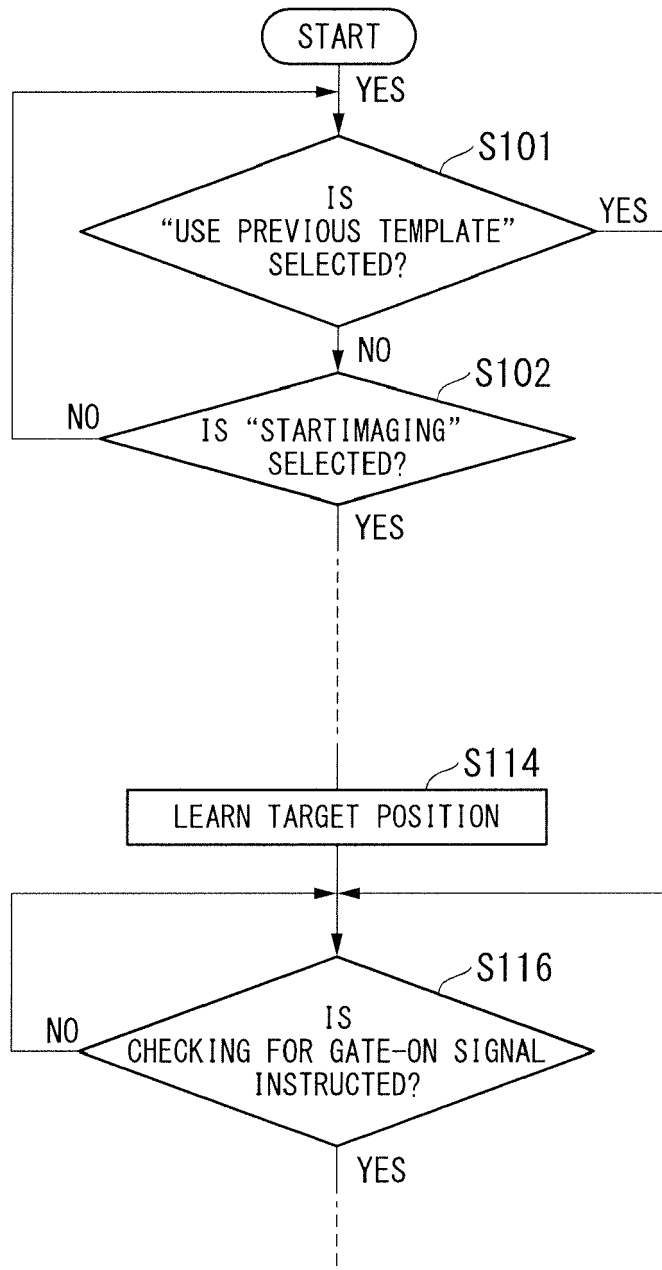 START
YES
S101
IS
“USE PREVIOUS TEMPLATE”
SELECTED?
YES
NO
S102
NO
IS “STARTIMAGING”
SELECTED?
YES
S114
LEARN TARGET POSITION
S116
NO
IS
CHECKING FOR GATE-ON SIGNAL
INSTRUCTED?
YES